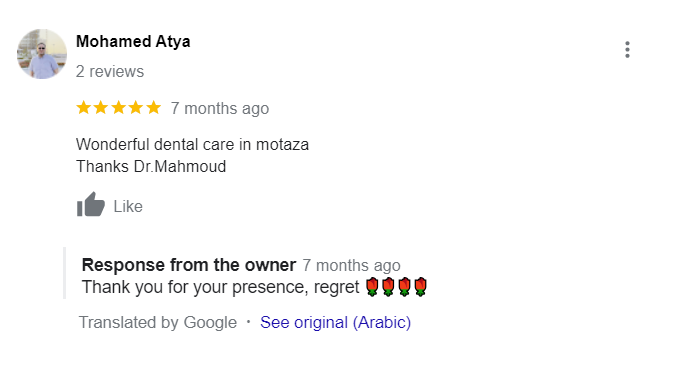 Mohamed Atya
2 reviews
7 months ago
Wonderful dental care in motaza
Thanks Dr.Mahmoud
Like
Response from the owner 7 months ago
Thank you for your presence, regret 🌹🌹🌹🌹
Translated by Google · See original (Arabic)